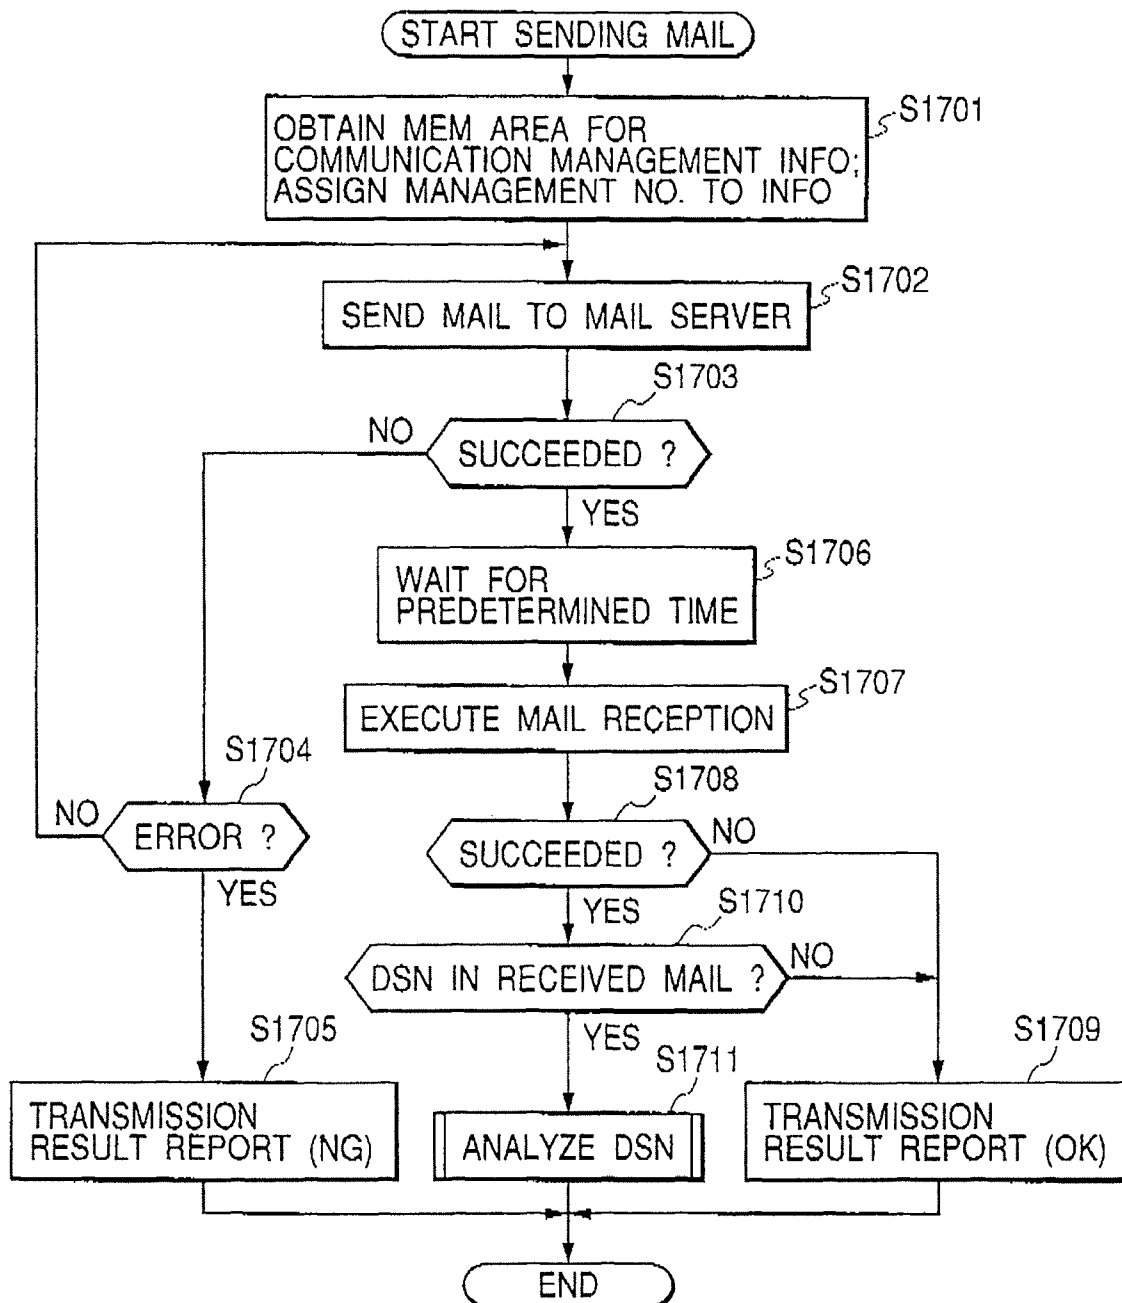 START SENDING MAIL
S1701
OBTAIN MEM AREA FOR
COMMUNICATION MANAGEMENT INFO;
ASSIGN MANAGEMENT NO. TO INFO
S1702
SEND MAIL TO MAIL SERVER
S1703
NO
SUCCEEDED ?
YES
S1706
WAIT FOR
PREDETERMINED TIME
S1707
EXECUTE MAIL RECEPTION
S1704
NO
ERROR ?
YES
S1708
SUCCEEDED ?
NO
YES
S1710
DSN IN RECEIVED MAIL ?
NO
YES
S1705
TRANSMISSION
RESULT REPORT (NG)
S1711
ANALYZE DSN
S1709
TRANSMISSION
RESULT REPORT (OK)
END